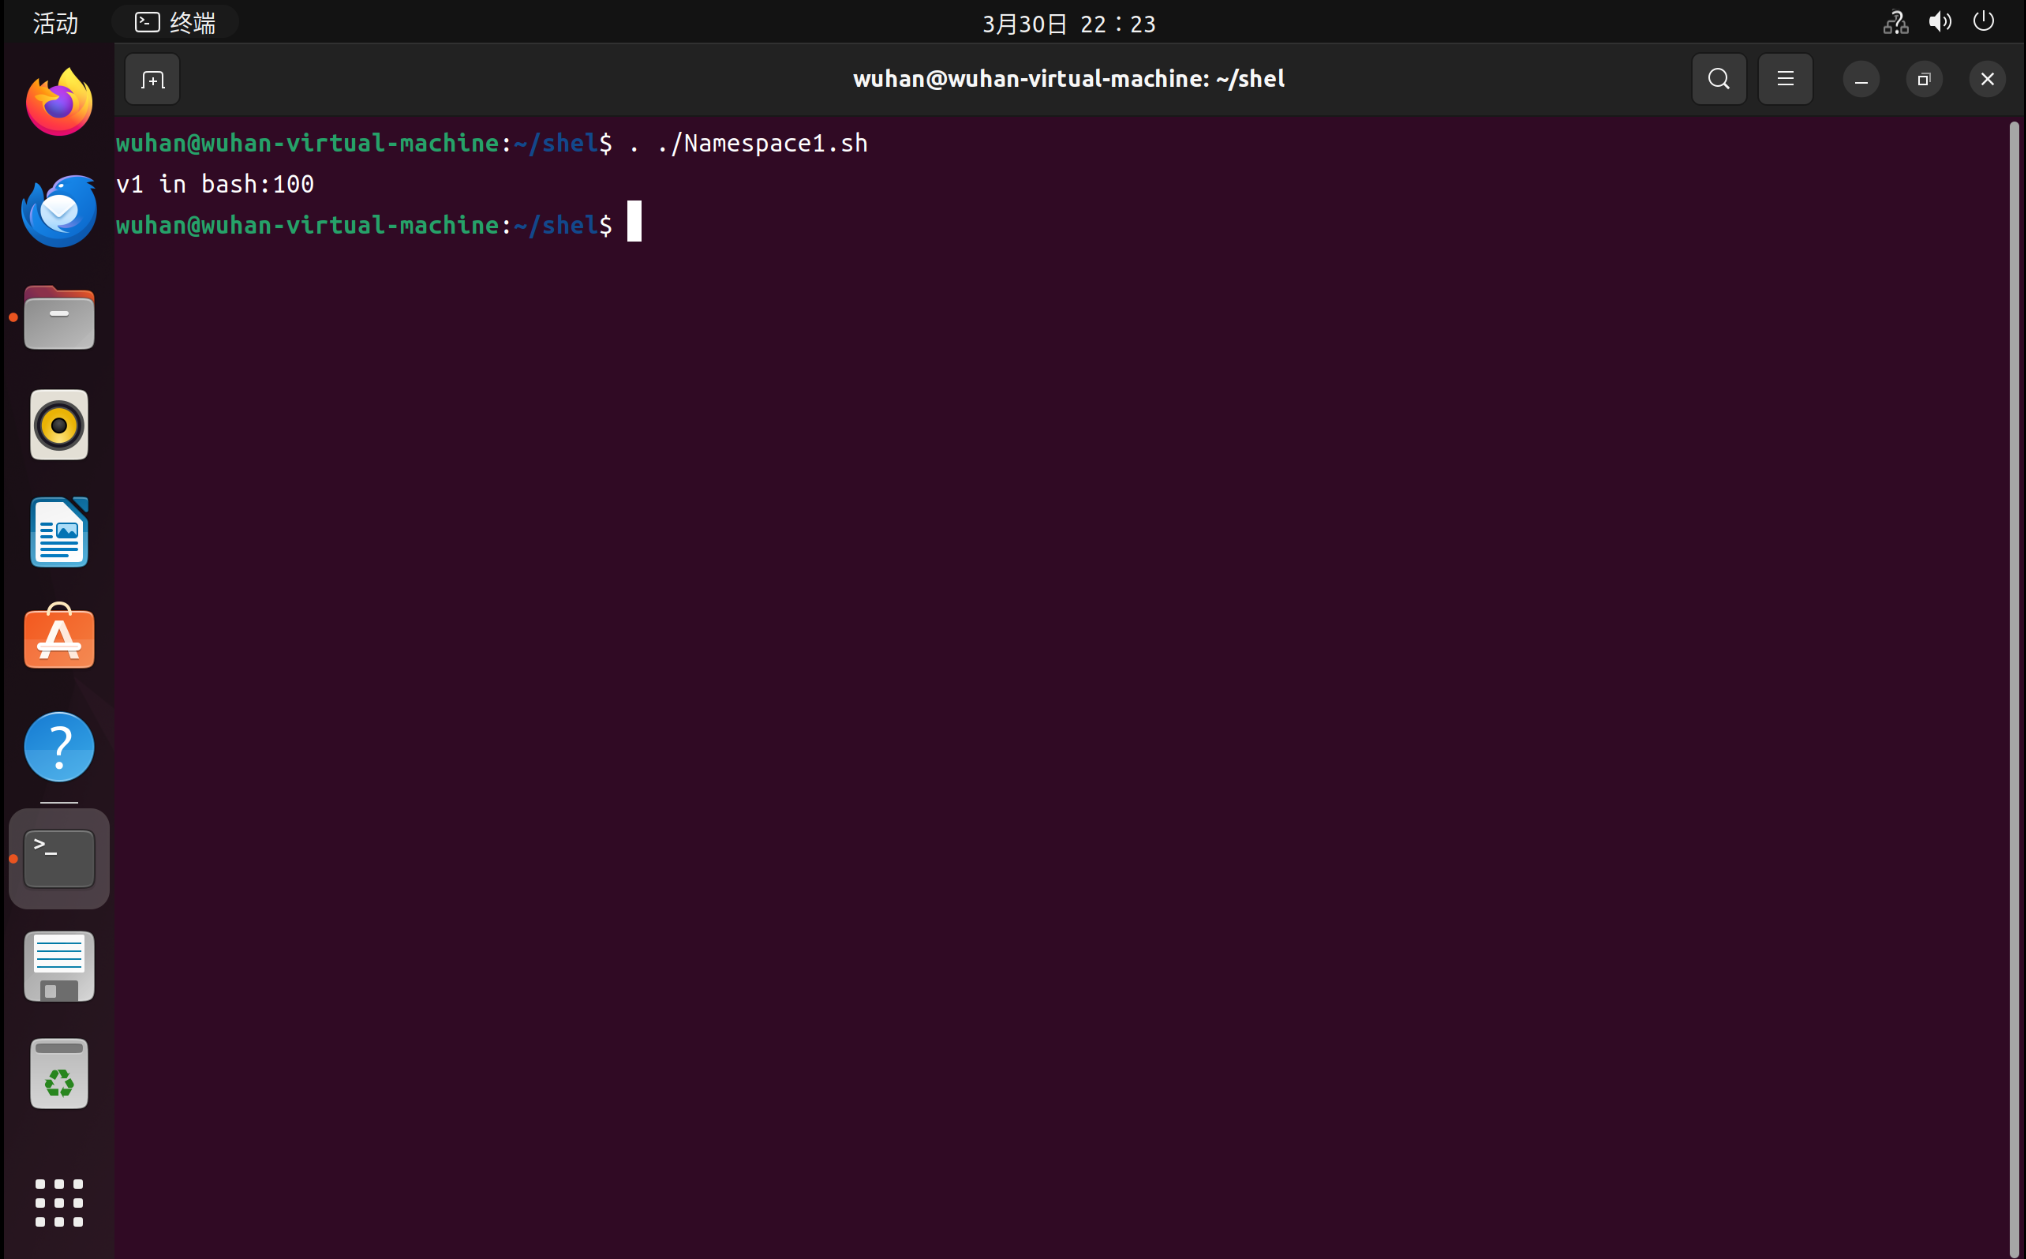 活动
终端
3月30日 22：23
wuhan@wuhan-virtual-machine: ~/shel
wuhan@wuhan-virtual-machine:~/shel$ . ./Namespace1.sh
v1 in bash:100
wuhan@wuhan-virtual-machine:~/shel$